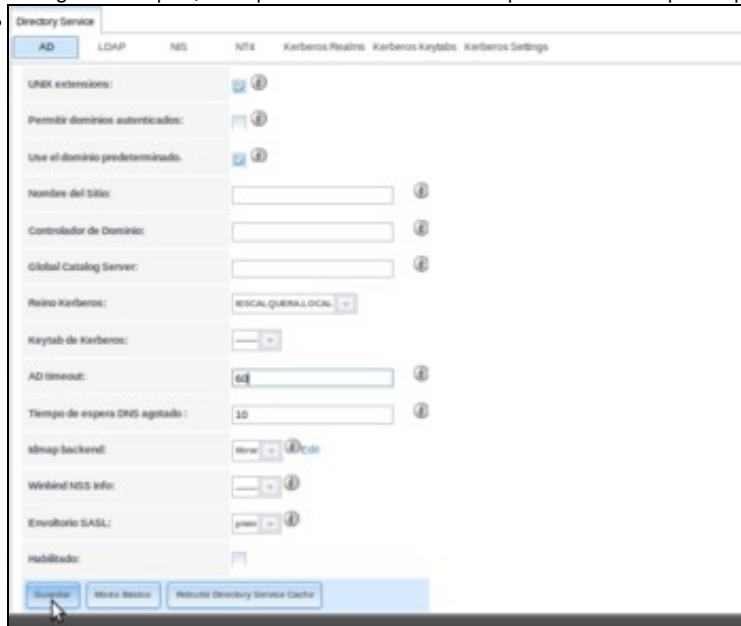 Directory Service
AD LDAP NIS NT4 Kerberos Realms Kerberos Keytabs Kerberos Settings
UNIX extensions:
Permitir dominios autenticados:
Use el dominio predeterminado.
Nombre del Sitio:
Controlador de Dominio:
Global Catalog Server:
Reino Kerberos: IESCALQUERA.LOCAL
Keytab de Kerberos: ------
AD timeout: 60
Tiempo de espera DNS agotado : 10
Idmap backend: Edit
Winbind NSS Info: ------
Envoltorio SASL: plain
Habilitado:
Guardar Modo Básico Rebuild Directory Service Cache